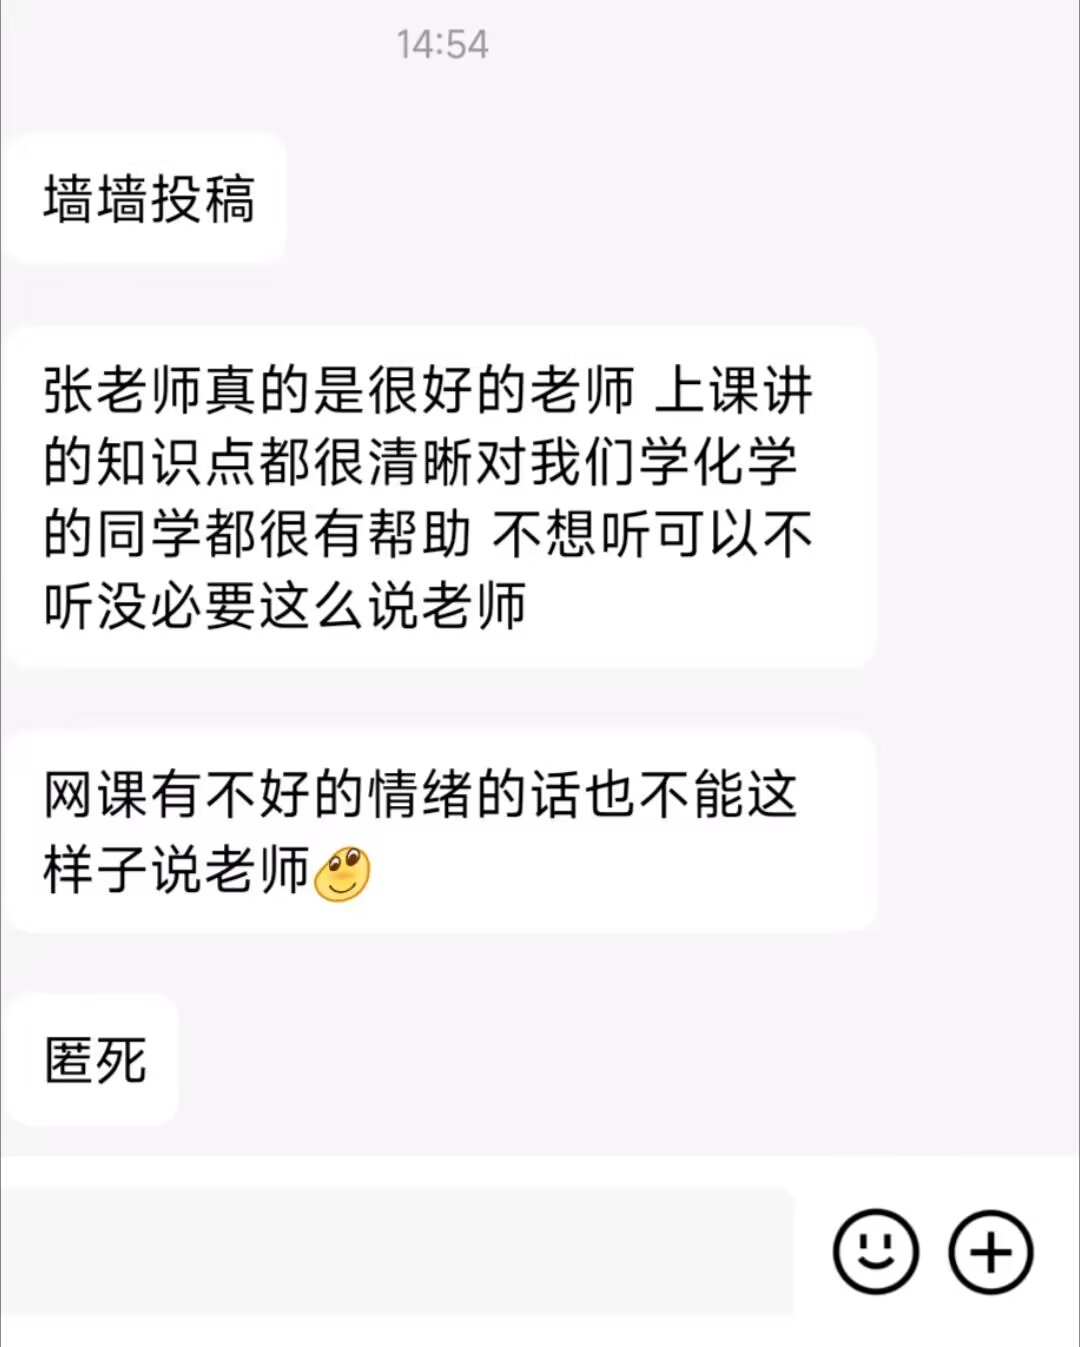 14:54
墙墙投稿
张老师真的是很好的老师 上课讲
的知识点都很清晰对我们学化学
的同学都很有帮助 不想听可以不
听没必要这么说老师
网课有不好的情绪的话也不能这
样子说老师
匿死